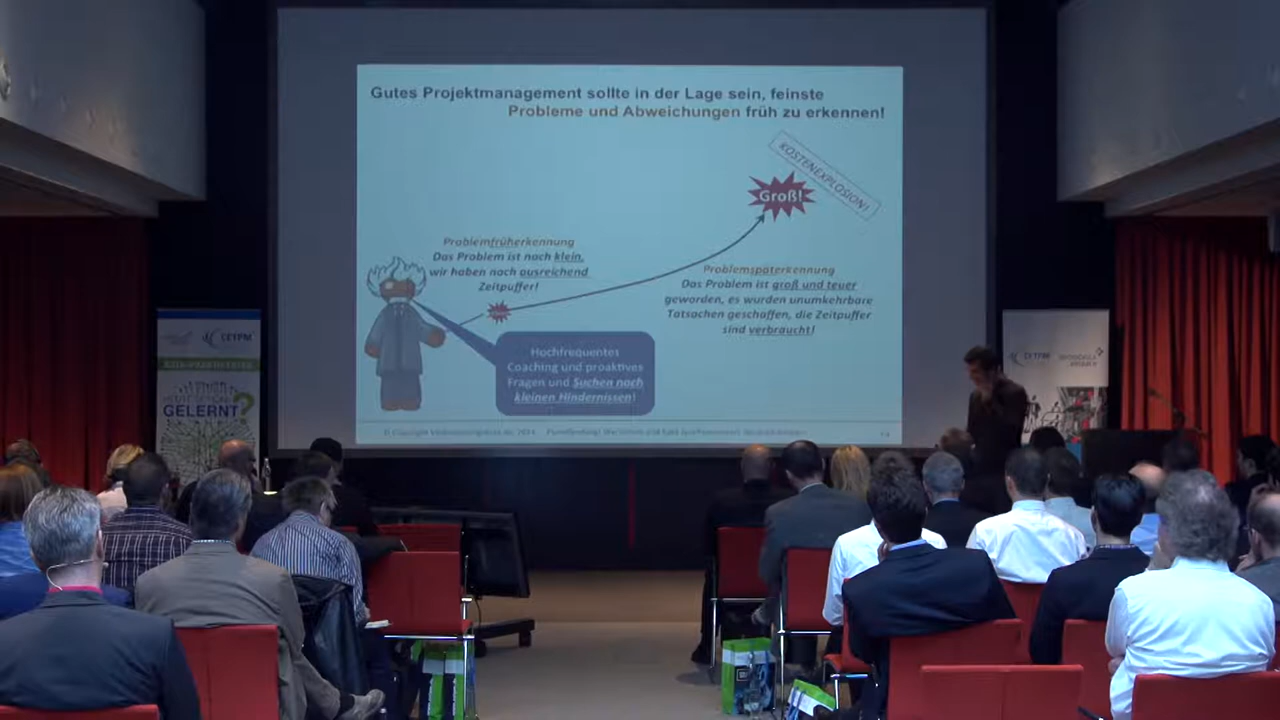 Gutes Projektmanagement sollte in der Lage sein, feinste
Probleme und Abweichungen früh zu erkennen!
KOSTENEXPLOSION!
Groß!
Problemfrüherkennung
Das Problem ist noch klein,
wir haben noch ausreichend
Zeitpuffer!
Problemspäterkennung
Das Problem ist groß und teuer
geworden, es wurden unumkehrbare
Tatsachen geschaffen, die Zeitpuffer
sind verbraucht!
Hochfrequentes
Coaching und proaktives
Fragen und Suchen nach
kleinen Hindernissen!
CETPM
GELERNT?
CETPM